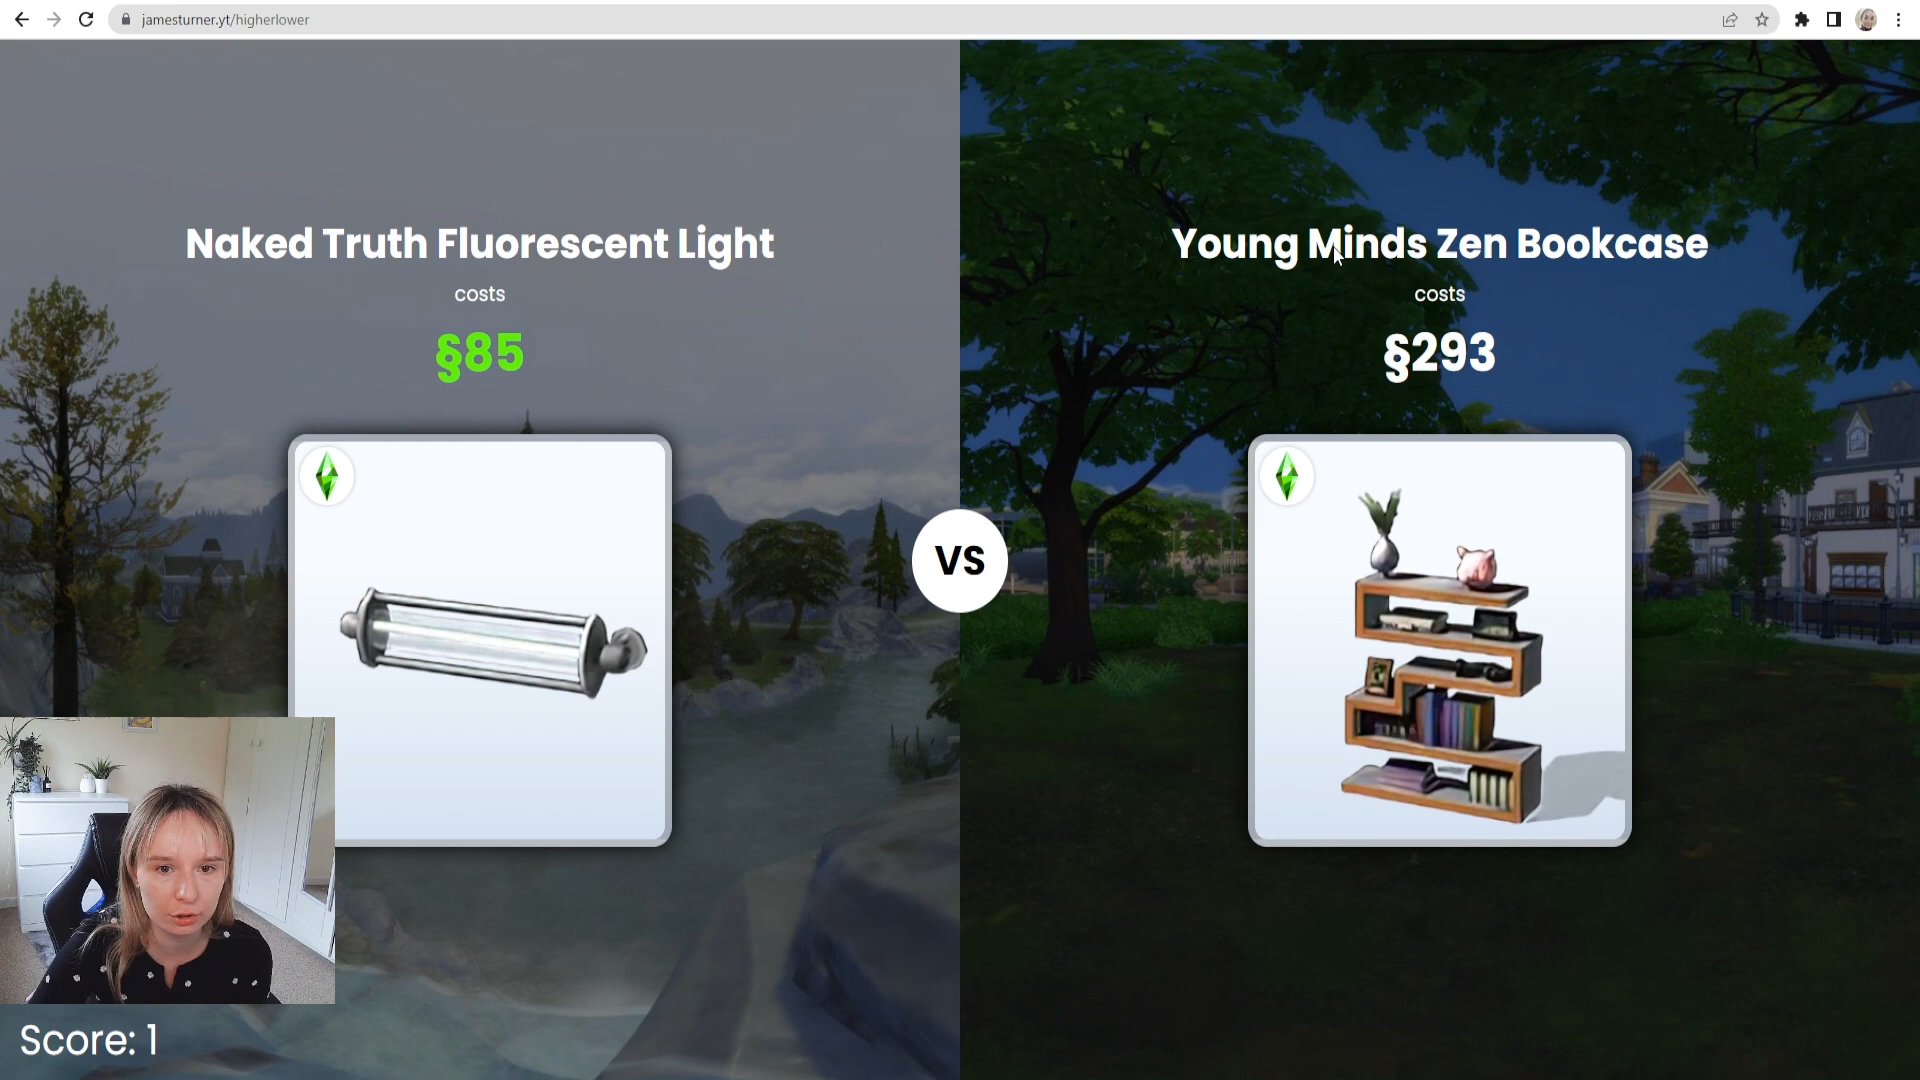 jamesturner.yt/higherlower
Naked Truth Fluorescent Light
costs
§85
Young Minds Zen Bookcase
costs
§293
VS
Score: 1